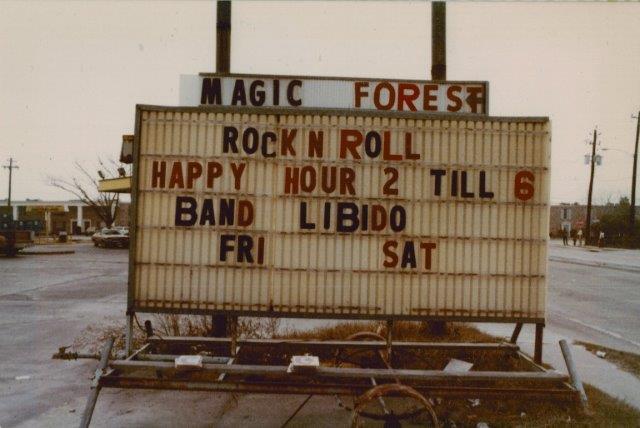 MAGIC FOREST
ROCK N ROLL
HAPPY HOUR 2 TILL 6
BAND LIBIDO
FRI SAT